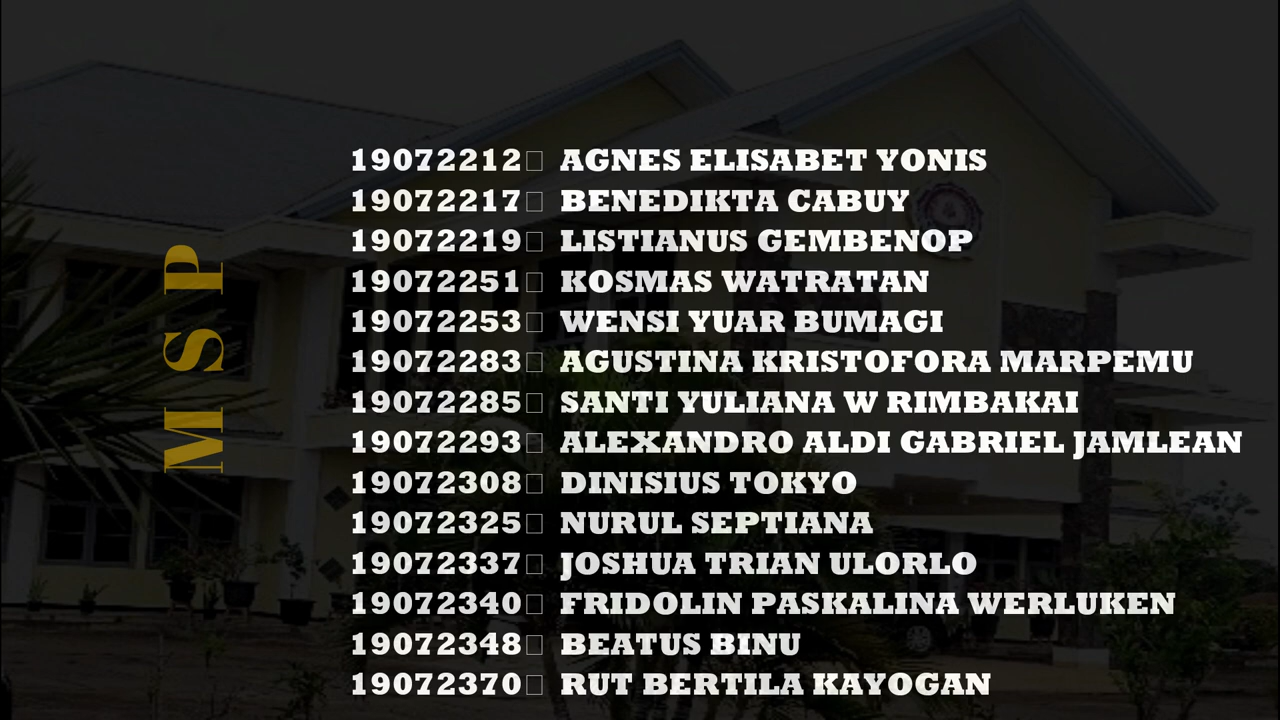 MSP
19072212 AGNES ELISABET YONIS
19072217 BENEDIKTA CABUY
19072219 LISTIANUS GEMBENOP
19072251 KOSMAS WATRATAN
19072253 WENSI YUAR BUMAGI
19072283 AGUSTINA KRISTOFORA MARPEMU
19072285 SANTI YULIANA W RIMBAKAI
19072293 ALEXANDRO ALDI GABRIEL JAMLEAN
19072308 DINISIUS TOKYO
19072325 NURUL SEPTIANA
19072337 JOSHUA TRIAN ULORLO
19072340 FRIDOLIN PASKALINA WERLUKEN
19072348 BEATUS BINU
19072370 RUT BERTILA KAYOGAN